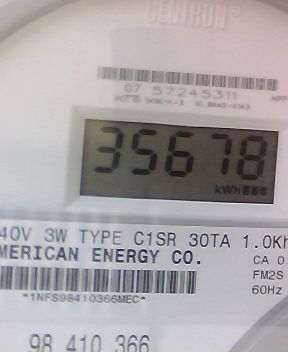 CENTRON
07 57245311
35678
kWh
40V 3W TYPE C1SR 30TA 1.0Kh
MERICAN ENERGY CO.
CA 0
FM2S
60Hz
*1NFS98410366MEC*
98 410 366